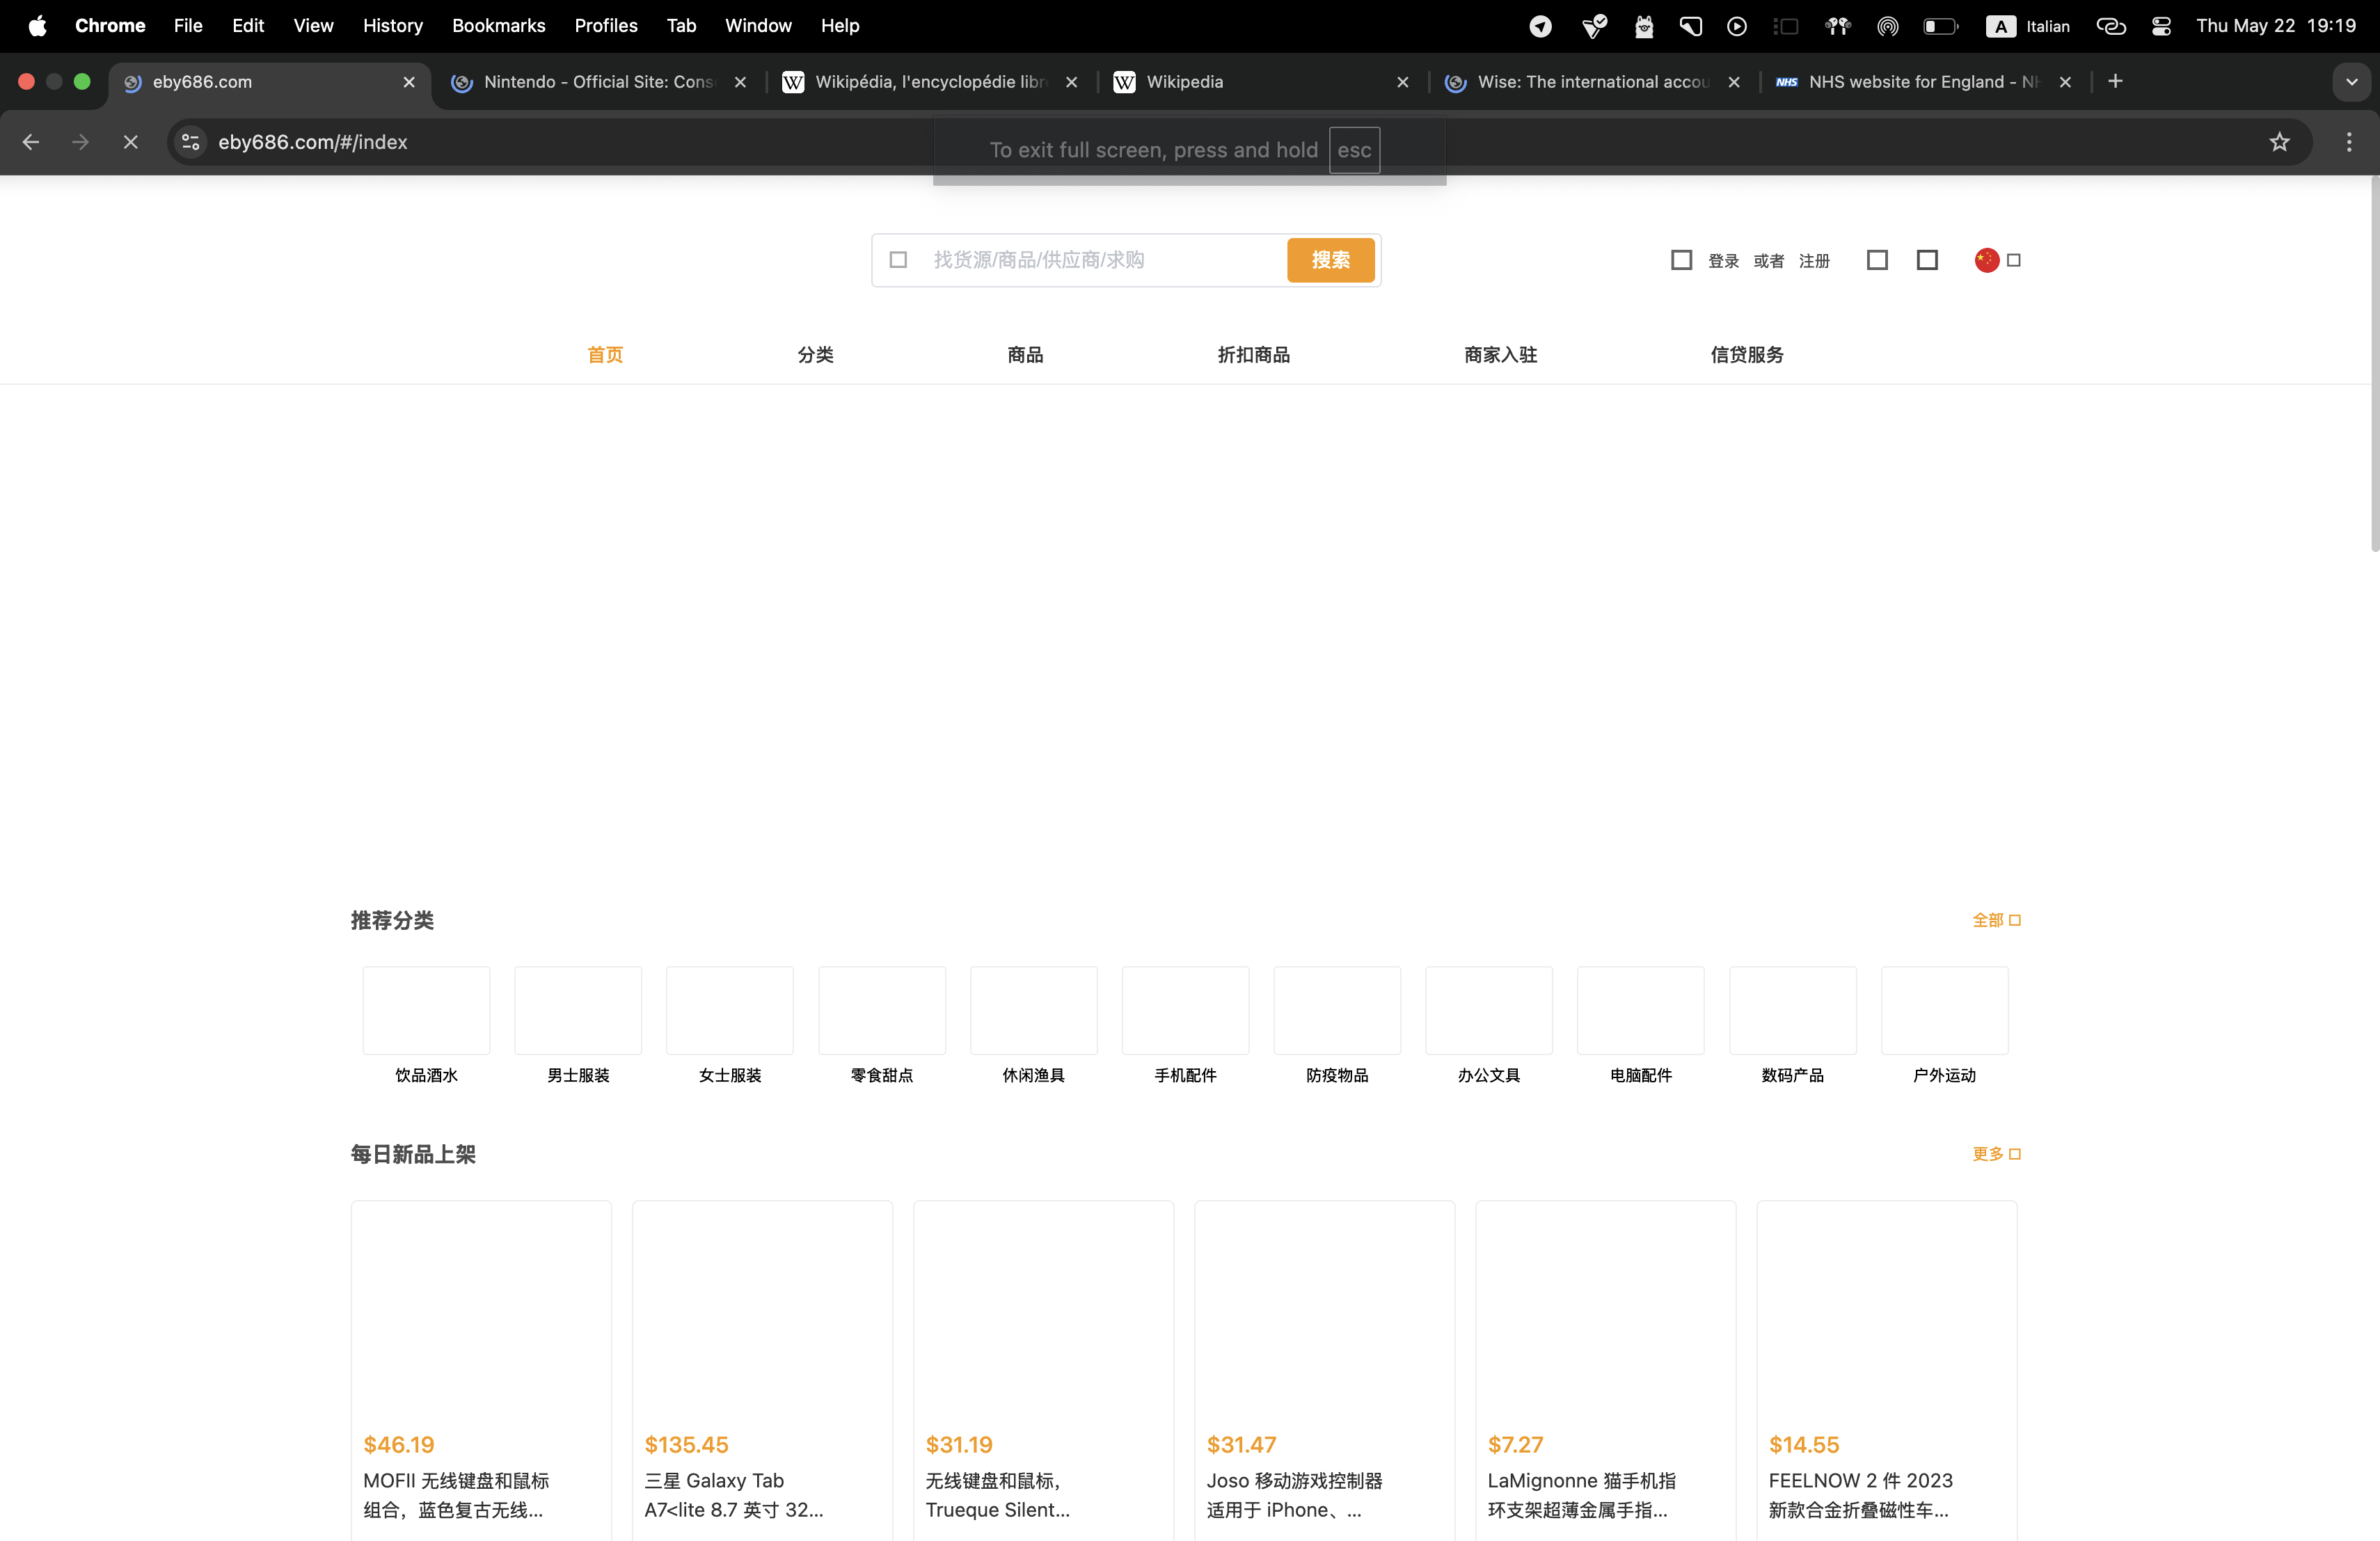 Chrome File Edit View History Bookmarks Profiles Tab Window Help A Italian Thu May 22 19:19
eby686.com Nintendo - Official Site: Cons Wikipédia, l'encyclopédie libr Wikipedia Wise: The international accou NHS NHS website for England - NH
eby686.com/#/index
To exit full screen, press and hold esc
找货源/商品/供应商/求购 搜索 登录 或者 注册
首页 分类 商品 折扣商品 商家入驻 信贷服务
推荐分类 全部
饮品酒水 男士服装 女士服装 零食甜点 休闲渔具 手机配件 防疫物品 办公文具 电脑配件 数码产品 户外运动
每日新品上架 更多
$46.19 $135.45 $31.19 $31.47 $7.27 $14.55
MOFII 无线键盘和鼠标 三星 Galaxy Tab 无线键盘和鼠标, Joso 移动游戏控制器 LaMignonne 猫手机指 FEELNOW 2 件 2023
组合，蓝色复古无线... A7<lite 8.7 英寸 32... Trueque Silent... 适用于 iPhone、... 环支架超薄金属手指... 新款合金折叠磁性车...